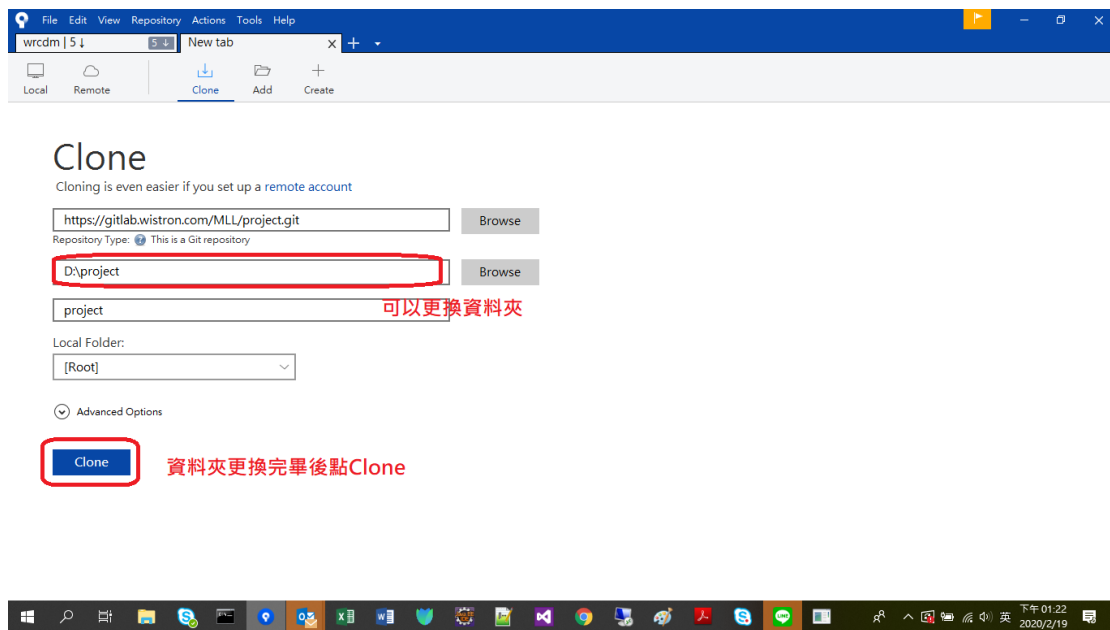 File Edit View Repository Actions Tools Help
wrcdm | 5↓ 5 ↓ New tab
Local Remote Clone Add Create
Clone
Cloning is even easier if you set up a remote account
https://gitlab.wistron.com/MLL/project.git Browse
Repository Type: This is a Git repository
D:\project Browse
project 可以更換資料夾
Local Folder:
[Root]
Advanced Options
Clone 資料夾更換完畢後點Clone
英 下午 01:22
2020/2/19